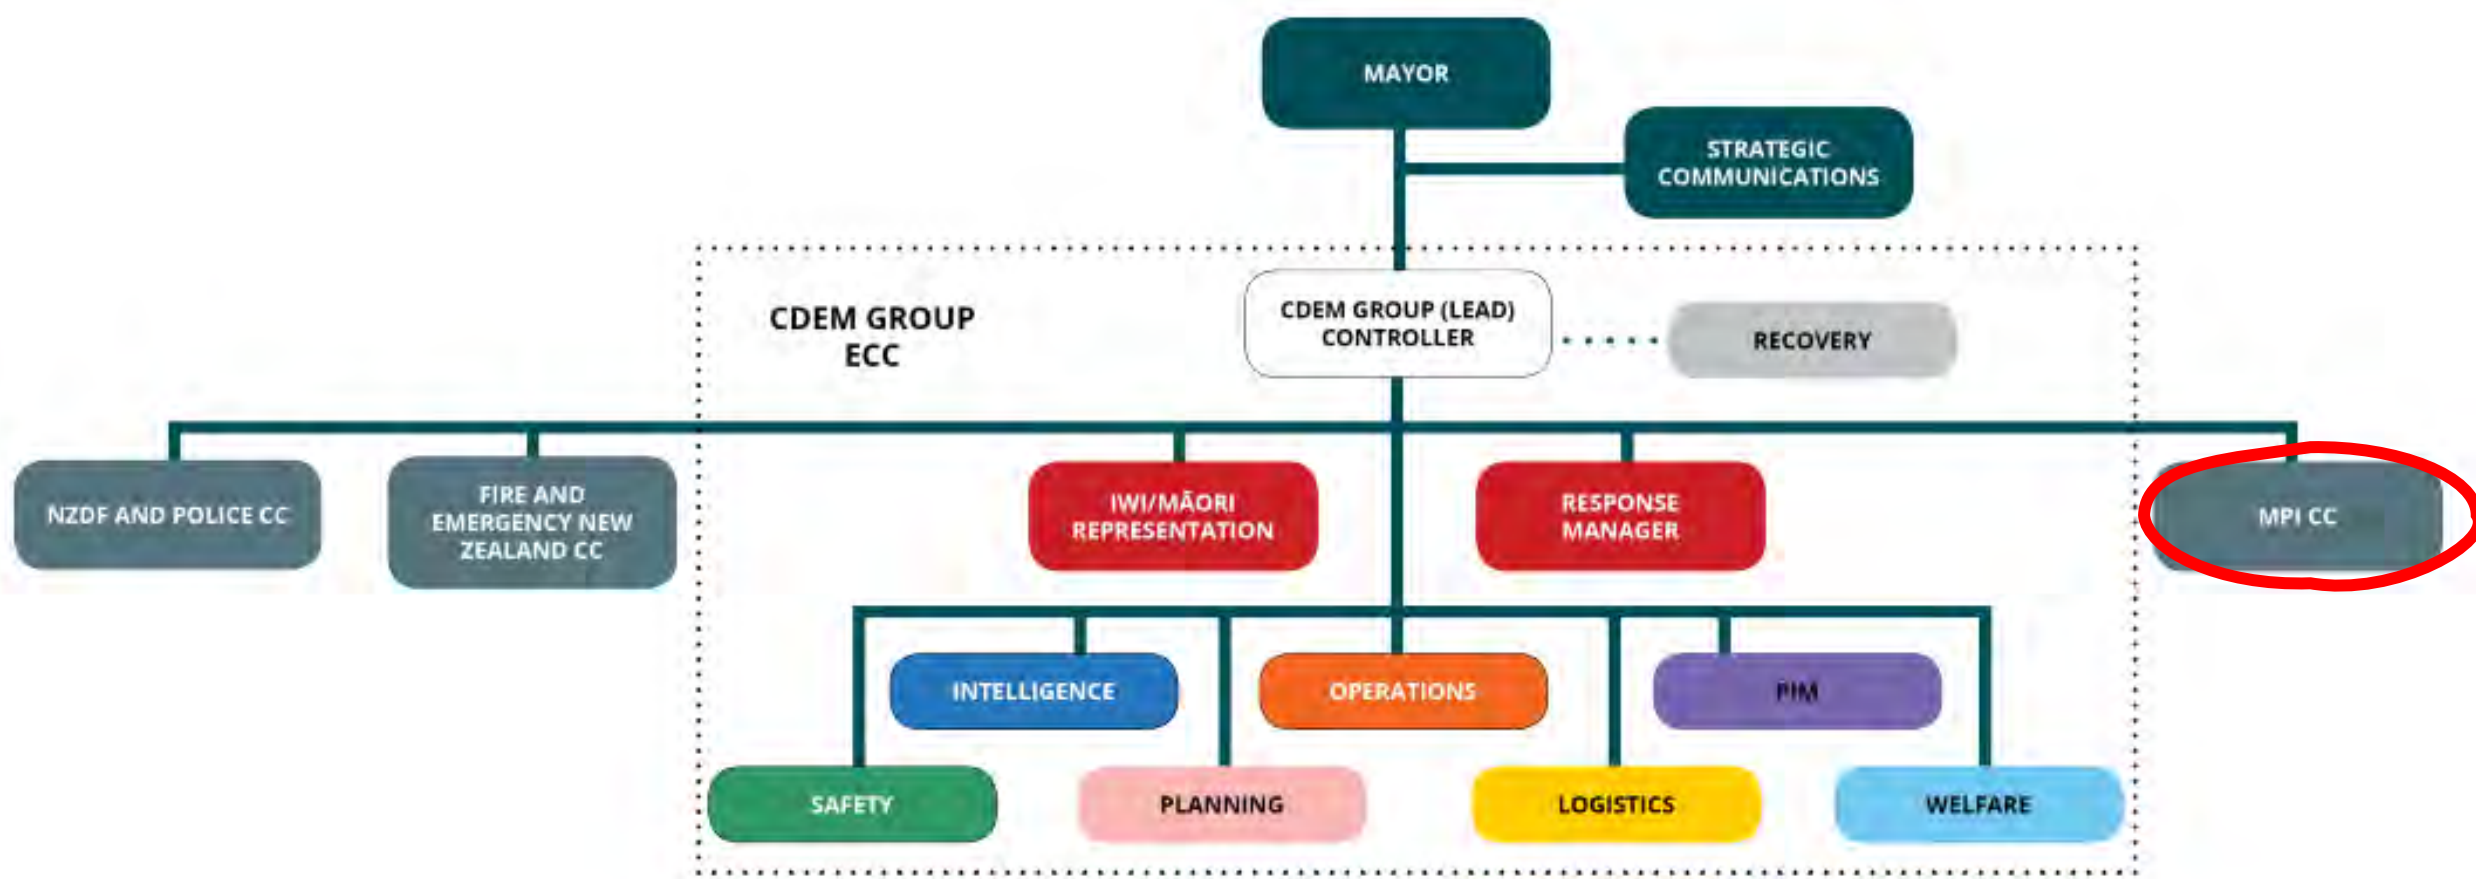 MAYOR
STRATEGIC
COMMUNICATIONS
CDEM GROUP
ECC
CDEM GROUP (LEAD)
CONTROLLER
RECOVERY
NZDF AND POLICE CC
FIRE AND
EMERGENCY NEW
ZEALAND CC
IWI/MĀORI
REPRESENTATION
RESPONSE
MANAGER
MPI CC
INTELLIGENCE
OPERATIONS
PIM
SAFETY
PLANNING
LOGISTICS
WELFARE